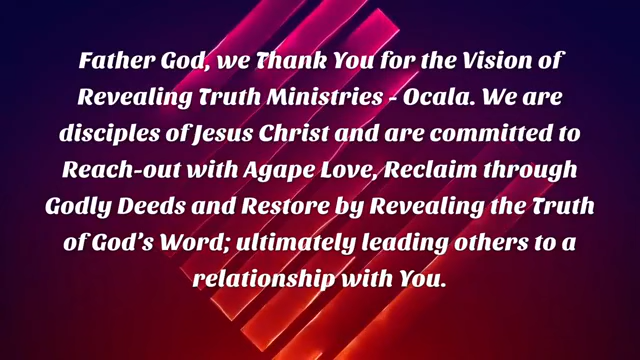 Father God, we Thank You for the Vision of
Revealing Truth Ministries - Ocala. We are
disciples of Jesus Christ and are committed to
Reach-out with Agape Love, Reclaim through
Godly Deeds and Restore by Revealing the Truth
of God's Word; ultimately leading others to a
relationship with You.